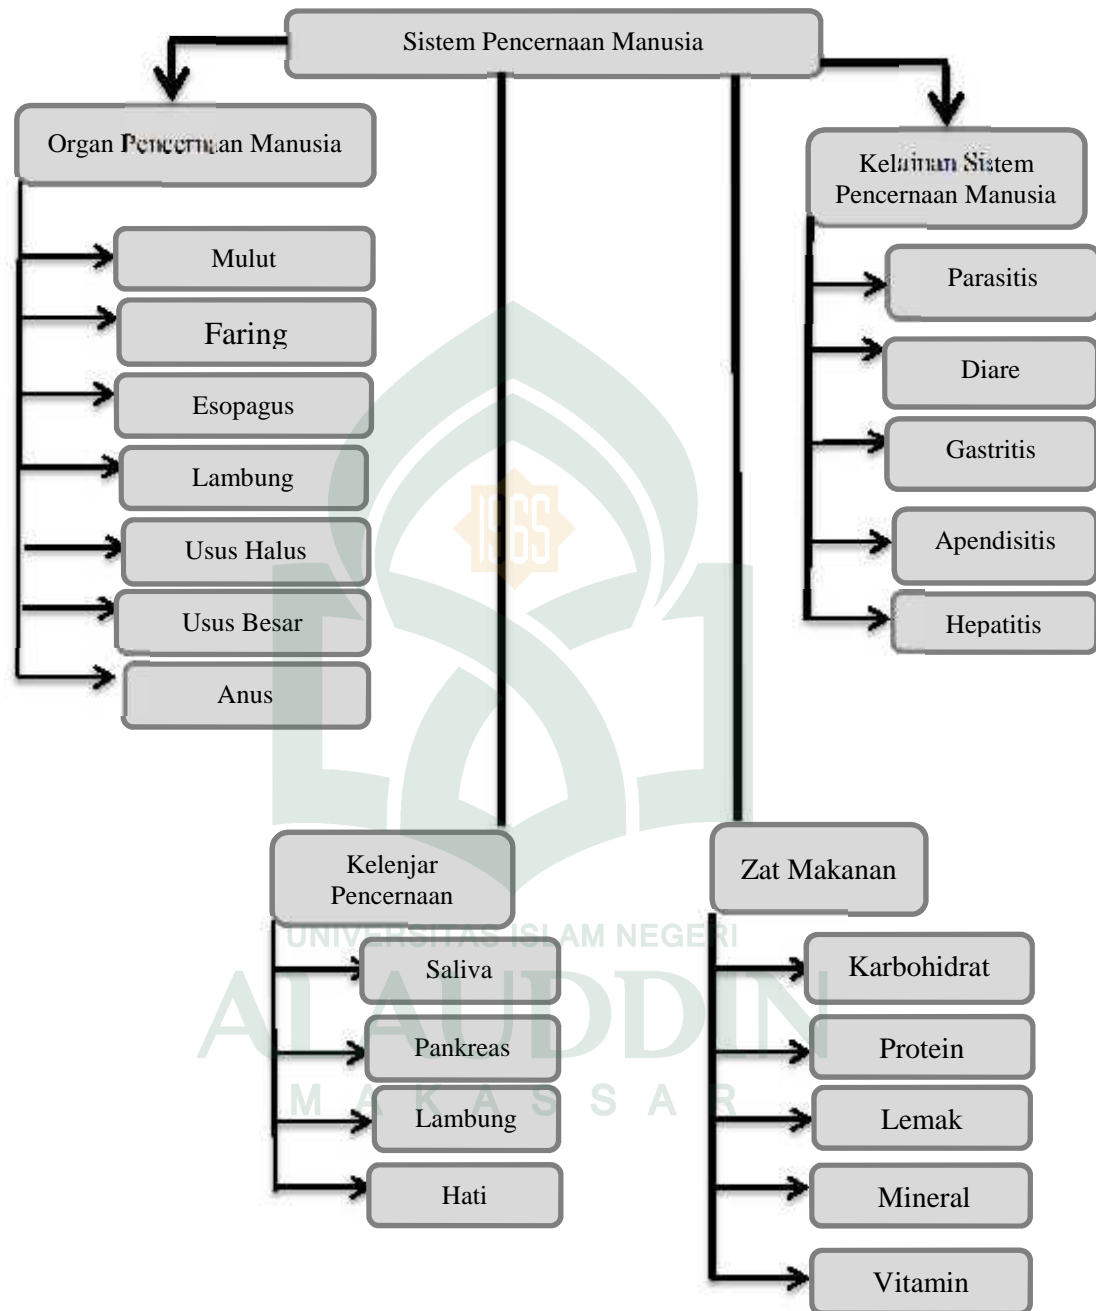 Sistem Pencernaan Manusia
Organ Pencernaan Manusia
Mulut
Faring
Esopagus
Lambung
Usus Halus
Usus Besar
Anus
Kelainan Sistem
Pencernaan Manusia
Parasitis
Diare
Gastritis
Apendisitis
Hepatitis
1965
Kelenjar
Pencernaan
Saliva
Pankreas
Lambung
Hati
Zat Makanan
Karbohidrat
Protein
Lemak
Mineral
Vitamin
UNIVERSITAS ISLAM NEGERI
ALAUDDIN
MAKASSAR